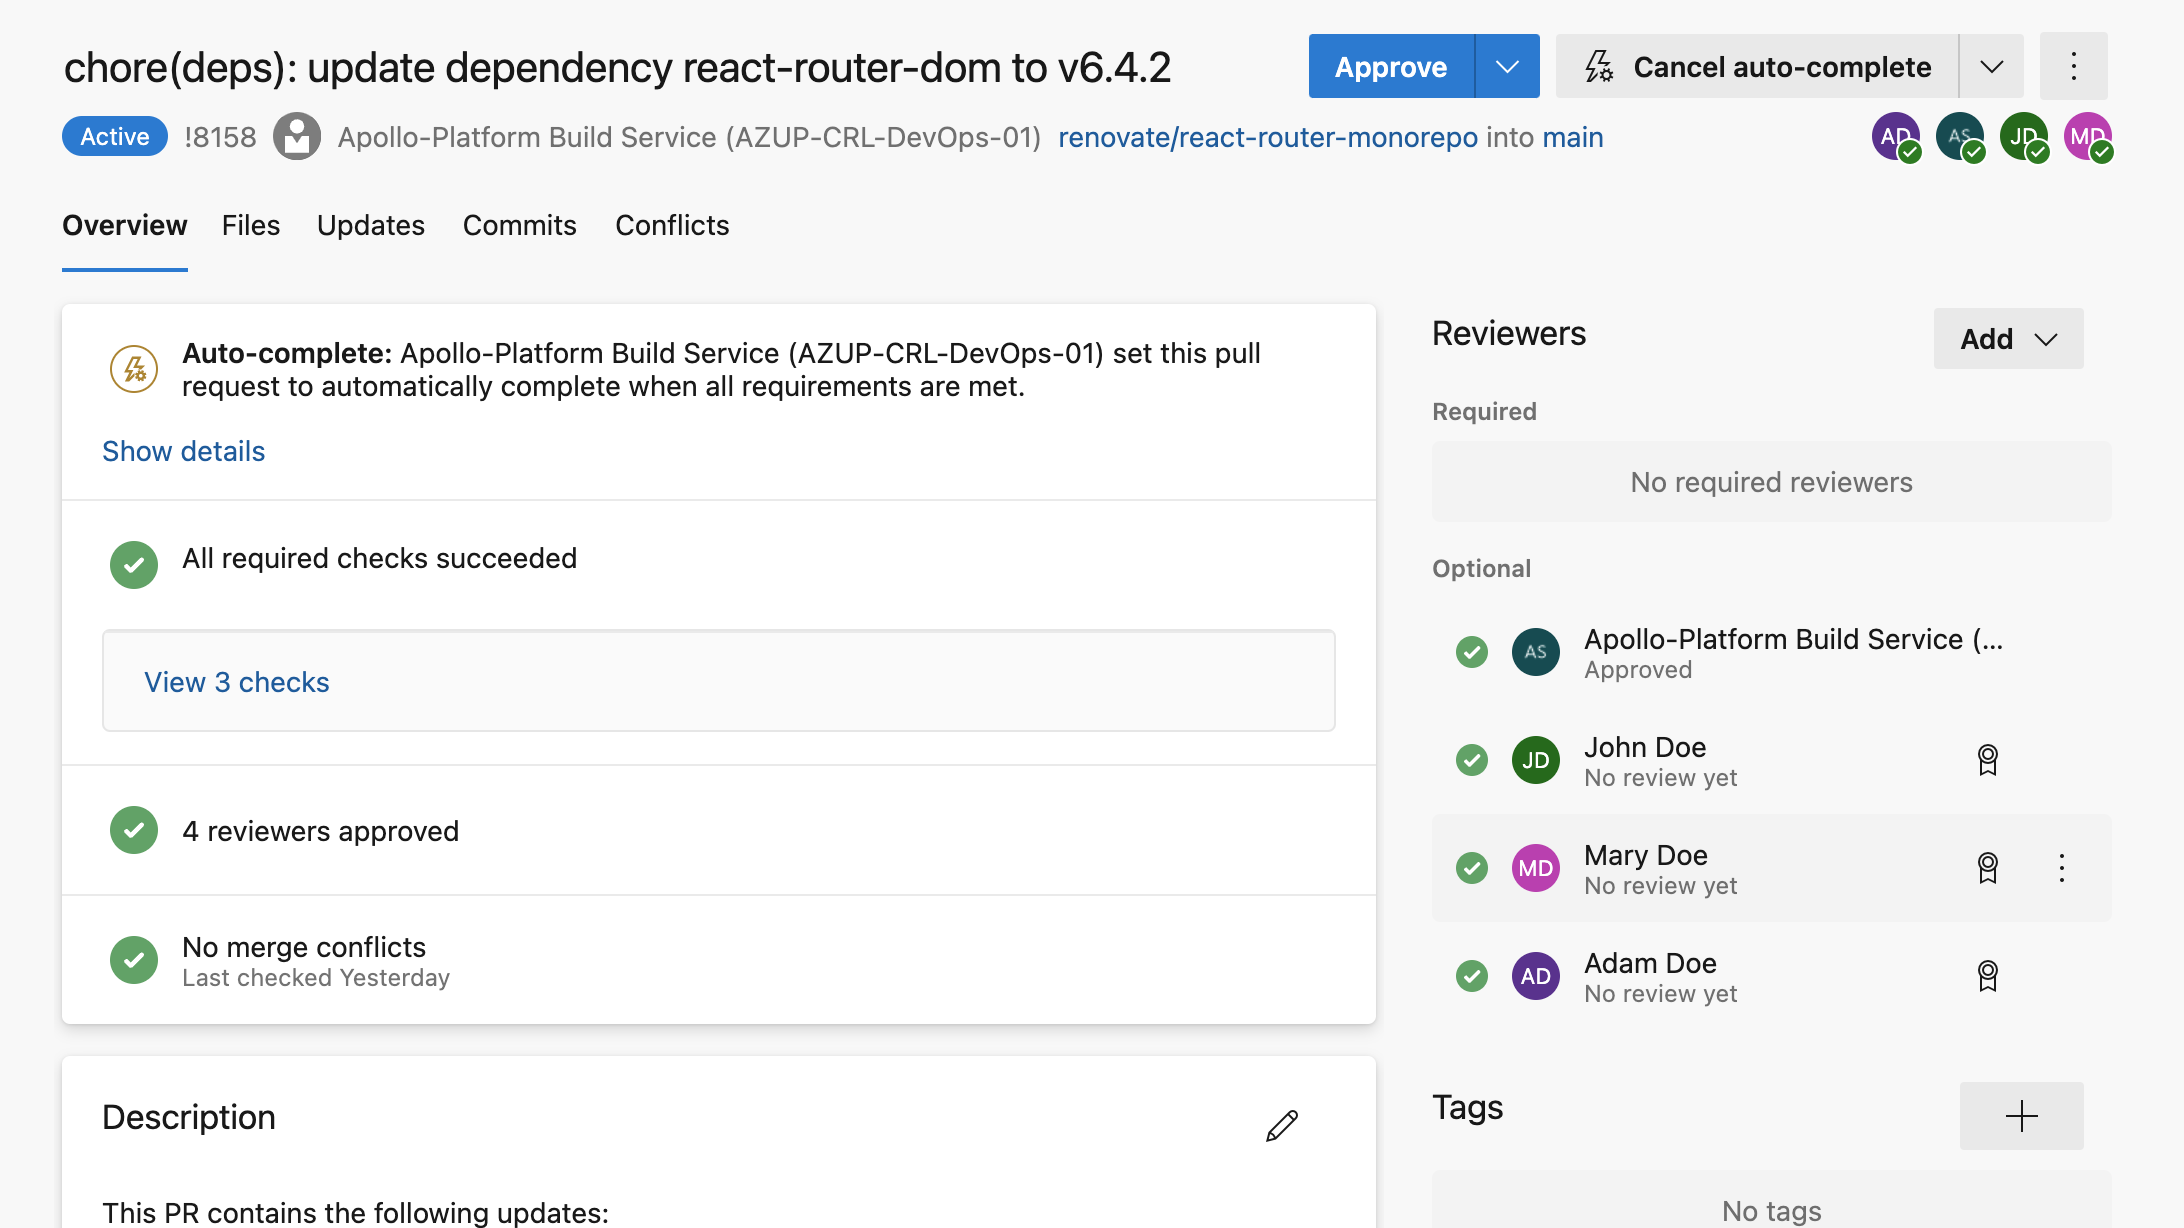 chore(deps): update dependency react-router-dom to v6.4.2
Approve
Cancel auto-complete
Active !8158 Apollo-Platform Build Service (AZUP-CRL-DevOps-01) renovate/react-router-monorepo into main
AD AS JD MD
Overview Files Updates Commits Conflicts
Auto-complete: Apollo-Platform Build Service (AZUP-CRL-DevOps-01) set this pull
request to automatically complete when all requirements are met.
Show details
All required checks succeeded
View 3 checks
4 reviewers approved
No merge conflicts
Last checked Yesterday
Description
This PR contains the following updates:
Reviewers
Add
Required
No required reviewers
Optional
AS Apollo-Platform Build Service (...
Approved
JD John Doe
No review yet
MD Mary Doe
No review yet
AD Adam Doe
No review yet
Tags
No tags